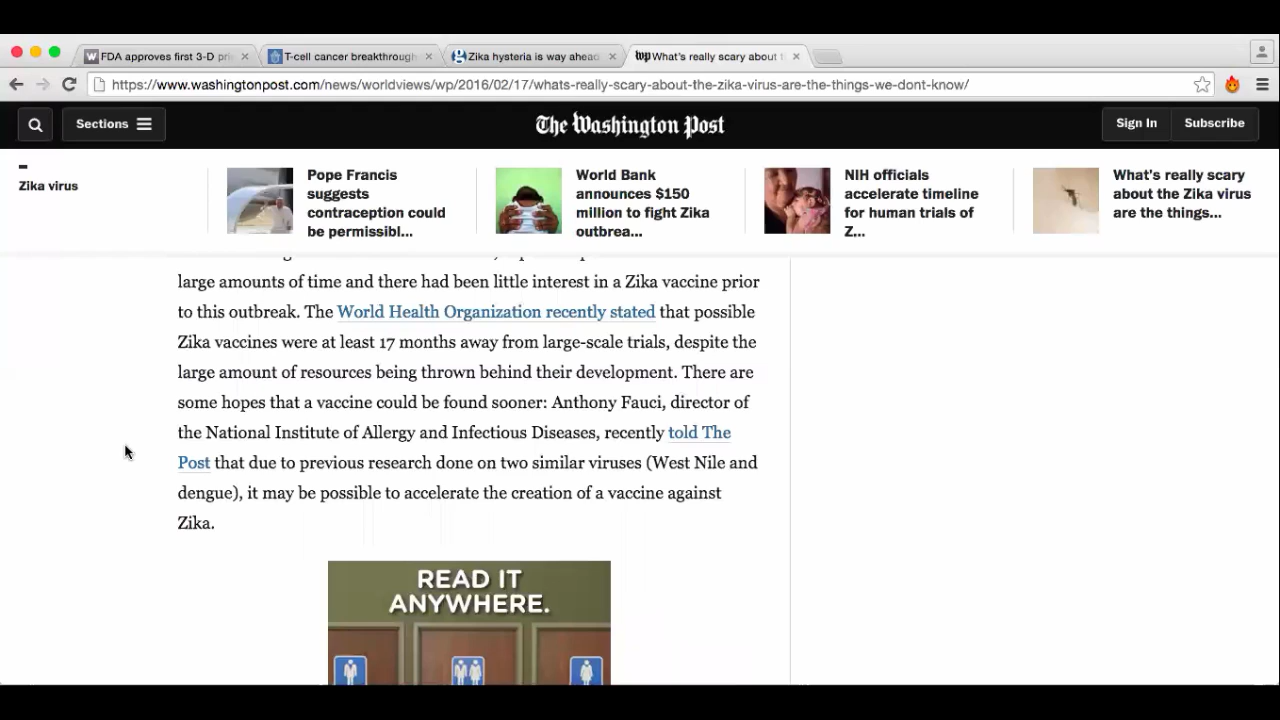 FDA approves first 3-D pri
T-cell cancer breakthrough
Zika hysteria is way ahead
wp What's really scary about t
https://www.washingtonpost.com/news/worldviews/wp/2016/02/17/whats-really-scary-about-the-zika-virus-are-the-things-we-dont-know/
Sections
The Washington Post
Sign In
Subscribe
Zika virus
Pope Francis
suggests
contraception could
be permissibl...
World Bank
announces $150
million to fight Zika
outbrea...
NIH officials
accelerate timeline
for human trials of
Z...
What's really scary
about the Zika virus
are the things...
large amounts of time and there had been little interest in a Zika vaccine prior
to this outbreak. The World Health Organization recently stated that possible
Zika vaccines were at least 17 months away from large-scale trials, despite the
large amount of resources being thrown behind their development. There are
some hopes that a vaccine could be found sooner: Anthony Fauci, director of
the National Institute of Allergy and Infectious Diseases, recently told The
Post that due to previous research done on two similar viruses (West Nile and
dengue), it may be possible to accelerate the creation of a vaccine against
Zika.
READ IT
ANYWHERE.